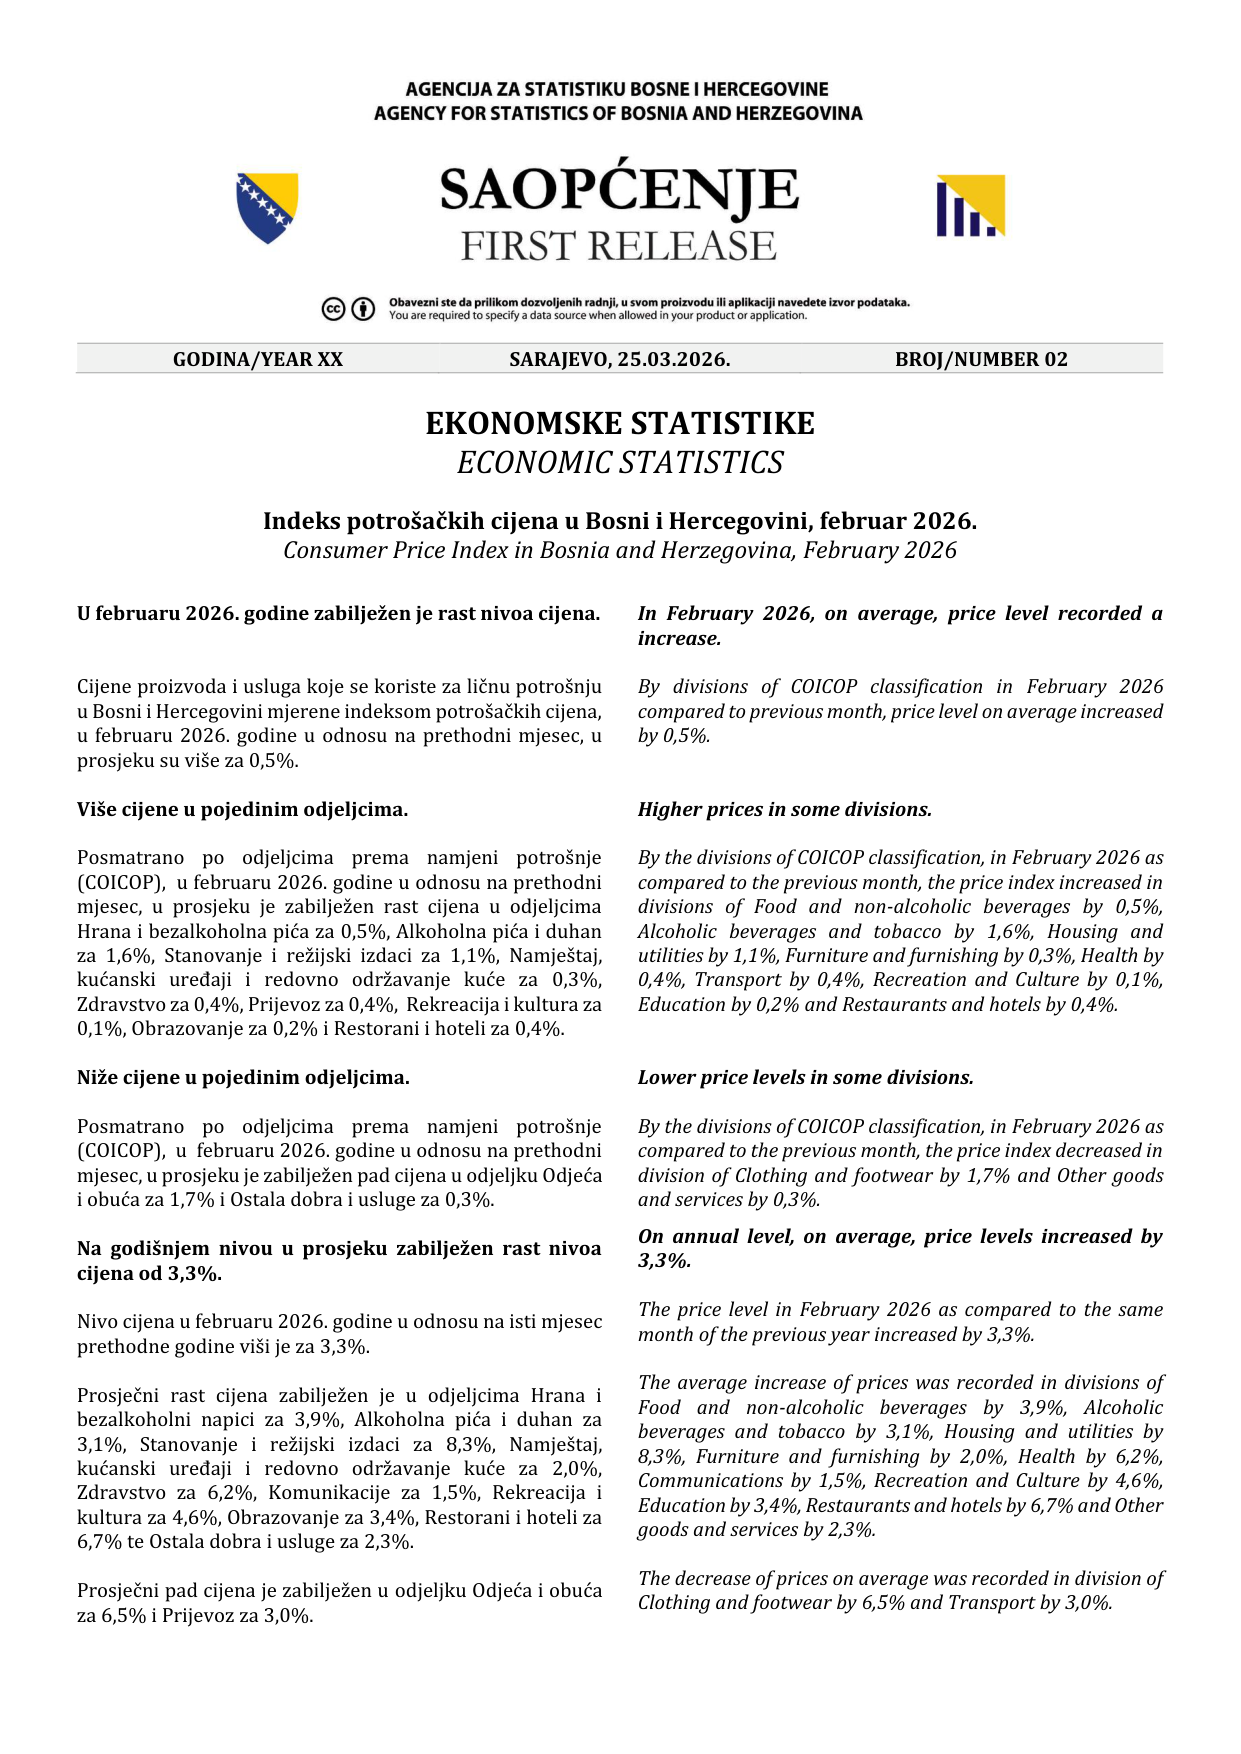 AGENCIJA ZA STATISTIKU BOSNE I HERCEGOVINE
AGENCY FOR STATISTICS OF BOSNIA AND HERZEGOVINA
SAOPĆENJE
FIRST RELEASE
Obavezni ste da prilikom dozvoljenih radnji, u svom proizvodu ili aplikaciji navedete izvor podataka.
You are required to specify a data source when allowed in your product or application.
GODINA/YEAR XX SARAJEVO, 25.03.2026. BROJ/NUMBER 02
EKONOMSKE STATISTIKE
ECONOMIC STATISTICS
Indeks potrošačkih cijena u Bosni i Hercegovini, februar 2026.
Consumer Price Index in Bosnia and Herzegovina, February 2026
U februaru 2026. godine zabilježen je rast nivoa cijena.
Cijene proizvoda i usluga koje se koriste za ličnu potrošnju
u Bosni i Hercegovini mjerene indeksom potrošačkih cijena,
u februaru 2026. godine u odnosu na prethodni mjesec, u
prosjeku su više za 0,5%.
Više cijene u pojedinim odjeljcima.
Posmatrano po odjeljcima prema namjeni potrošnje
(COICOP), u februaru 2026. godine u odnosu na prethodni
mjesec, u prosjeku je zabilježen rast cijena u odjeljcima
Hrana i bezalkoholna pića za 0,5%, Alkoholna pića i duhan
za 1,6%, Stanovanje i režijski izdaci za 1,1%, Namještaj,
kućanski uređaji i redovno održavanje kuće za 0,3%,
Zdravstvo za 0,4%, Prijevoz za 0,4%, Rekreacija i kultura za
0,1%, Obrazovanje za 0,2% i Restorani i hoteli za 0,4%.
Niže cijene u pojedinim odjeljcima.
Posmatrano po odjeljcima prema namjeni potrošnje
(COICOP), u februaru 2026. godine u odnosu na prethodni
mjesec, u prosjeku je zabilježen pad cijena u odjeljku Odjeća
i obuća za 1,7% i Ostala dobra i usluge za 0,3%.
Na godišnjem nivou u prosjeku zabilježen rast nivoa
cijena od 3,3%.
Nivo cijena u februaru 2026. godine u odnosu na isti mjesec
prethodne godine viši je za 3,3%.
Prosječni rast cijena zabilježen je u odjeljcima Hrana i
bezalkoholni napici za 3,9%, Alkoholna pića i duhan za
3,1%, Stanovanje i režijski izdaci za 8,3%, Namještaj,
kućanski uređaji i redovno održavanje kuće za 2,0%,
Zdravstvo za 6,2%, Komunikacije za 1,5%, Rekreacija i
kultura za 4,6%, Obrazovanje za 3,4%, Restorani i hoteli za
6,7% te Ostala dobra i usluge za 2,3%.
Prosječni pad cijena je zabilježen u odjeljku Odjeća i obuća
za 6,5% i Prijevoz za 3,0%.
In February 2026, on average, price level recorded a
increase.
By divisions of COICOP classification in February 2026
compared to previous month, price level on average increased
by 0,5%.
Higher prices in some divisions.
By the divisions of COICOP classification, in February 2026 as
compared to the previous month, the price index increased in
divisions of Food and non-alcoholic beverages by 0,5%,
Alcoholic beverages and tobacco by 1,6%, Housing and
utilities by 1,1%, Furniture and furnishing by 0,3%, Health by
0,4%, Transport by 0,4%, Recreation and Culture by 0,1%,
Education by 0,2% and Restaurants and hotels by 0,4%.
Lower price levels in some divisions.
By the divisions of COICOP classification, in February 2026 as
compared to the previous month, the price index decreased in
division of Clothing and footwear by 1,7% and Other goods
and services by 0,3%.
On annual level, on average, price levels increased by
3,3%.
The price level in February 2026 as compared to the same
month of the previous year increased by 3,3%.
The average increase of prices was recorded in divisions of
Food and non-alcoholic beverages by 3,9%, Alcoholic
beverages and tobacco by 3,1%, Housing and utilities by
8,3%, Furniture and furnishing by 2,0%, Health by 6,2%,
Communications by 1,5%, Recreation and Culture by 4,6%,
Education by 3,4%, Restaurants and hotels by 6,7% and Other
goods and services by 2,3%.
The decrease of prices on average was recorded in division of
Clothing and footwear by 6,5% and Transport by 3,0%.